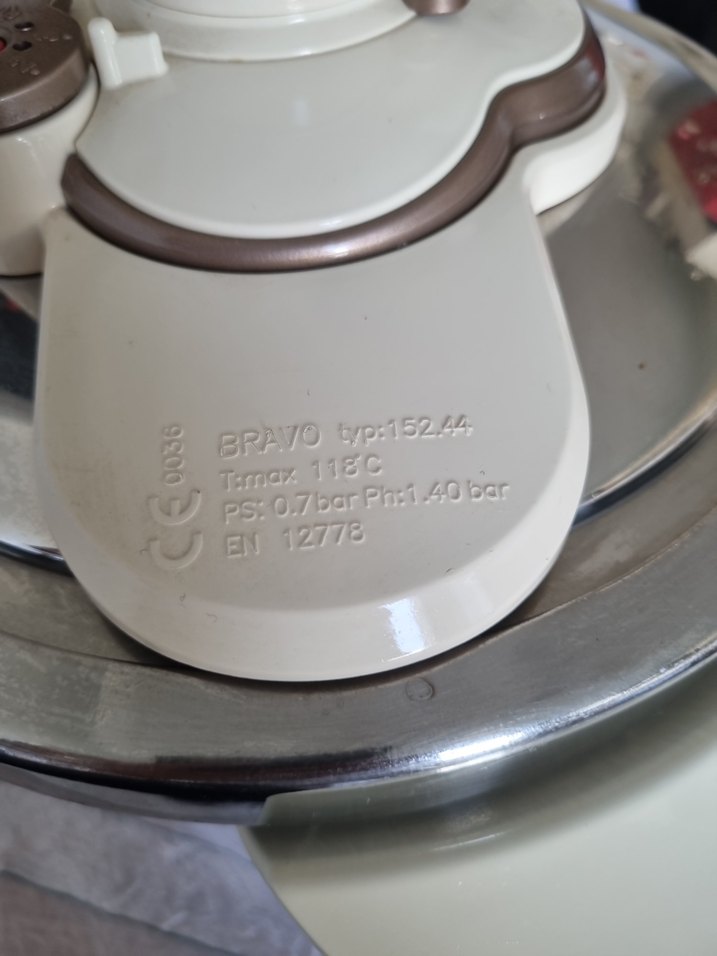 BRAVO typ:152.44
T:max 118°C
PS: 0.7bar Ph:1.40 bar
EN 12778
CE 0036